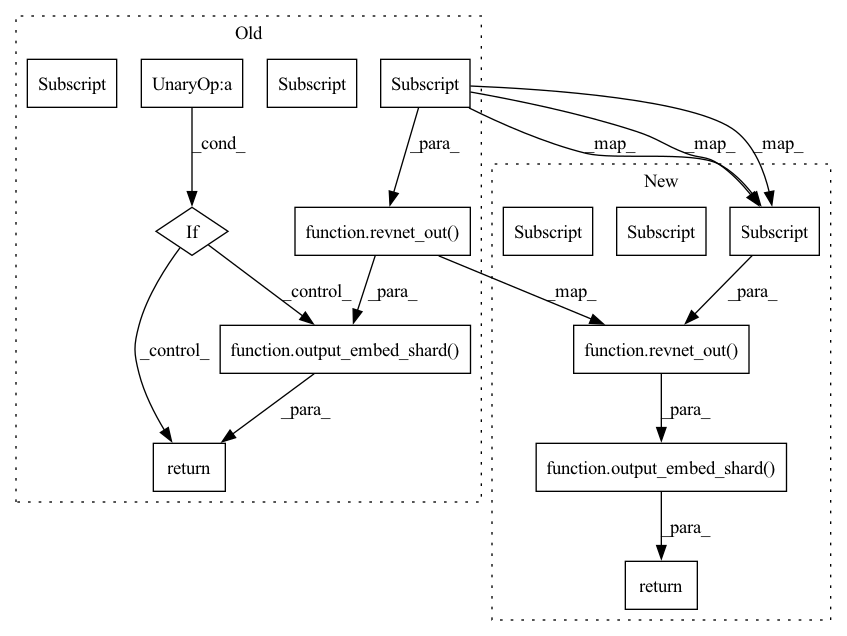 Old
Subscript
UnaryOp:a
Subscript
Subscript
_cond_
_para_
_map_
_map_
_map_
New
If
function.revnet_out()
Subscript
Subscript
Subscript
_control_
_para_
_map_
_para_
_control_
function.output_embed_shard()
function.revnet_out()
_para_
_para_
return
function.output_embed_shard()
_para_
return